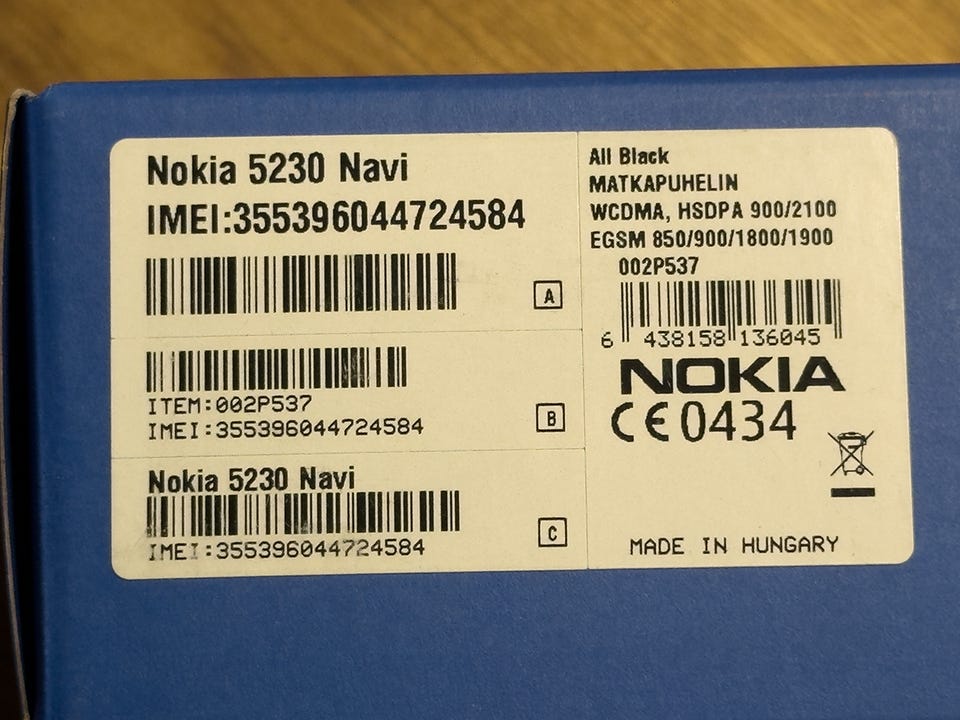 Nokia 5230 Navi
IMEI:355396044724584
A
ITEM:002P537
IMEI:355396044724584
B
Nokia 5230 Navi
IMEI:355396044724584
C
All Black
MATKAPUHELIN
WCDMA, HSDPA 900/2100
EGSM 850/900/1800/1900
002P537
6 438158 136045
NOKIA
CE0434
MADE IN HUNGARY